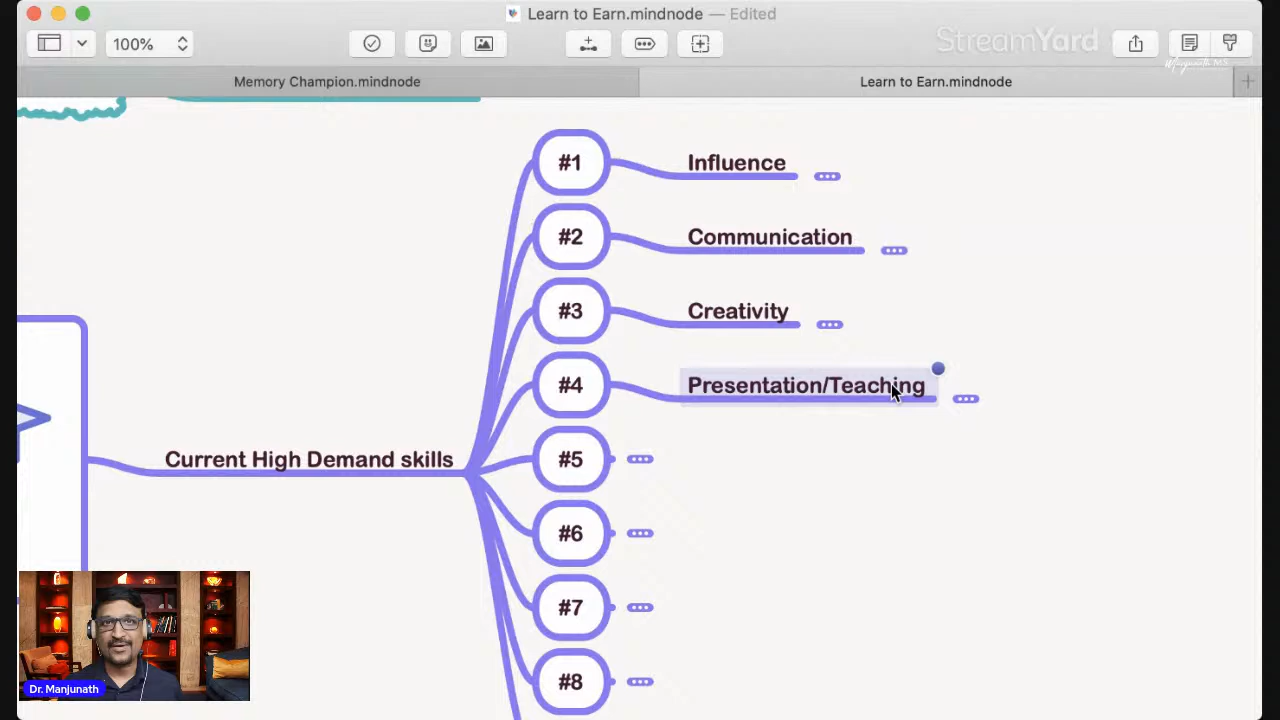 Learn to Earn.mindnode — Edited
100%
StreamYard
Manjunath M.S
Memory Champion.mindnode
Learn to Earn.mindnode
#1
Influence
#2
Communication
#3
Creativity
#4
Presentation/Teaching
Current High Demand skills
#5
#6
#7
#8
Dr. Manjunath